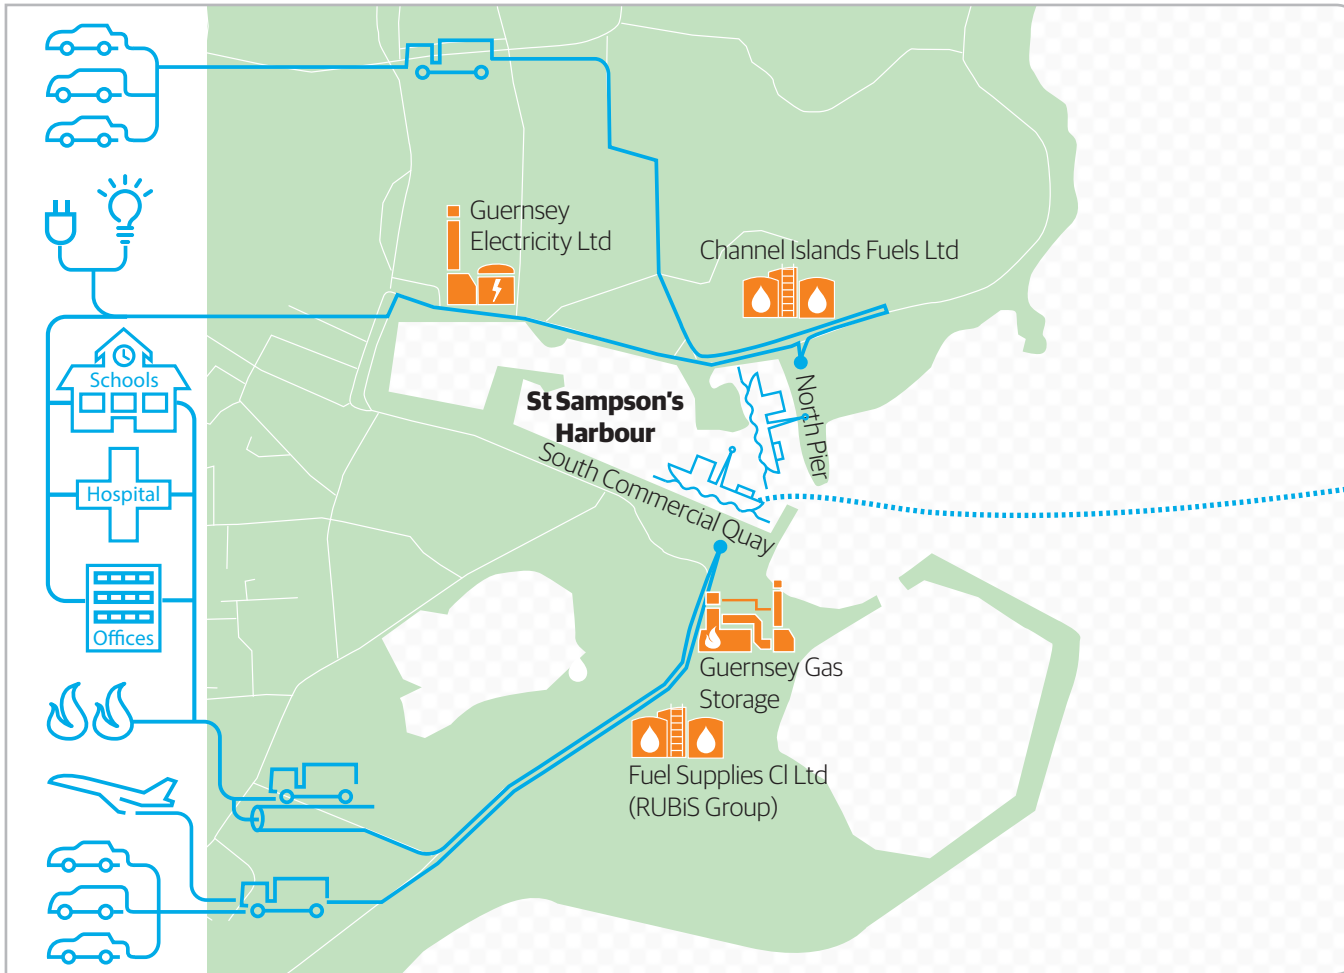 Guernsey
Electricity Ltd
Channel Islands Fuels Ltd
Schools
St Sampson's
Harbour
North Pier
South Commercial Quay
Hospital
Offices
Guernsey Gas
Storage
Fuel Supplies CI Ltd
(RUBiS Group)